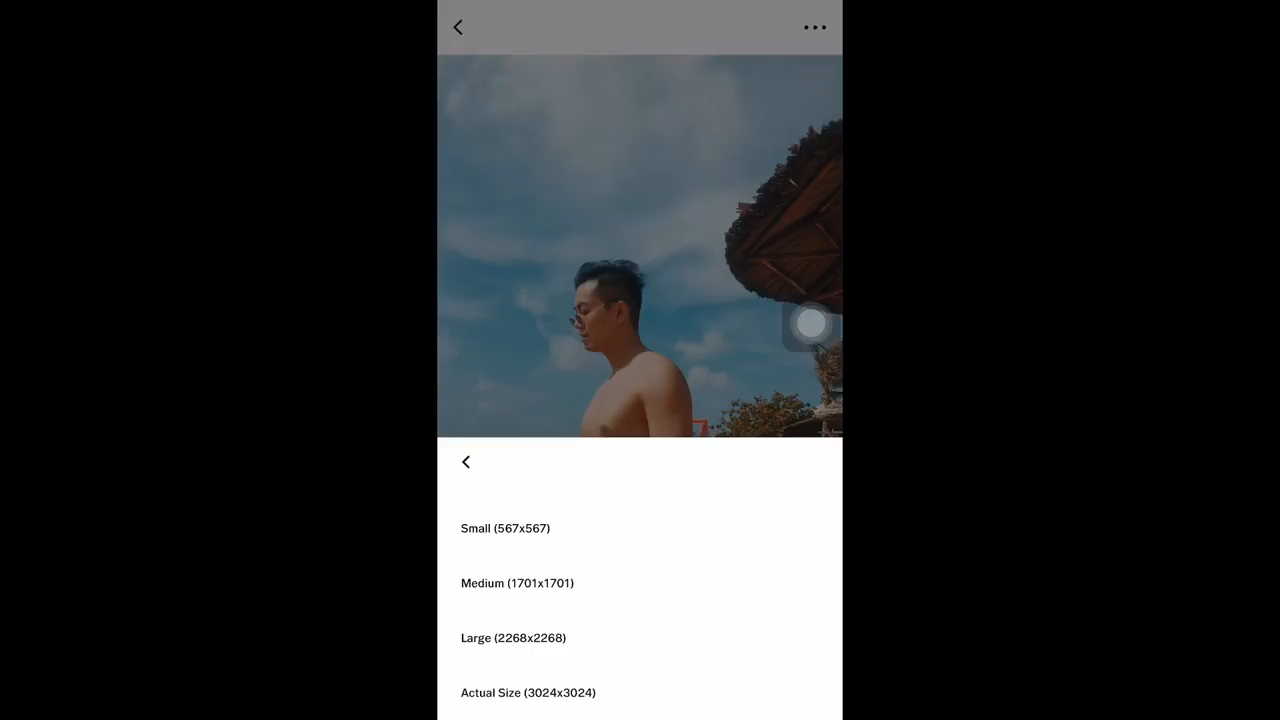 Small (567x567)
Medium (1701x1701)
Large (2268x2268)
Actual Size (3024x3024)